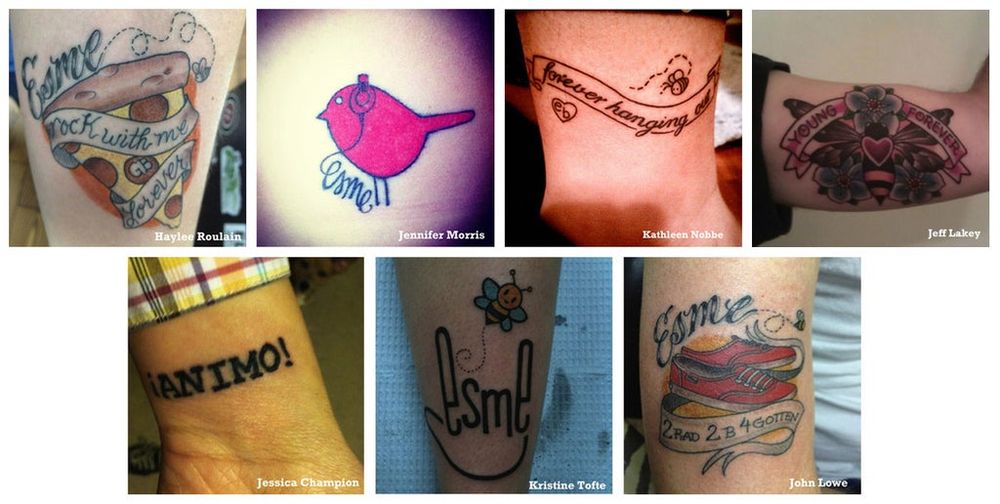 Esme
rock with me
GB
forever
Haylee Roulain
esme
Jennifer Morris
forever hanging out
Kathleen Nobbe
YOUNG FOREVER
Jeff Lakey
¡ANIMO!
Jessica Champion
esme
Kristine Tofte
Esme
2 RAD 2 B 4 GOTTEN
John Lowe